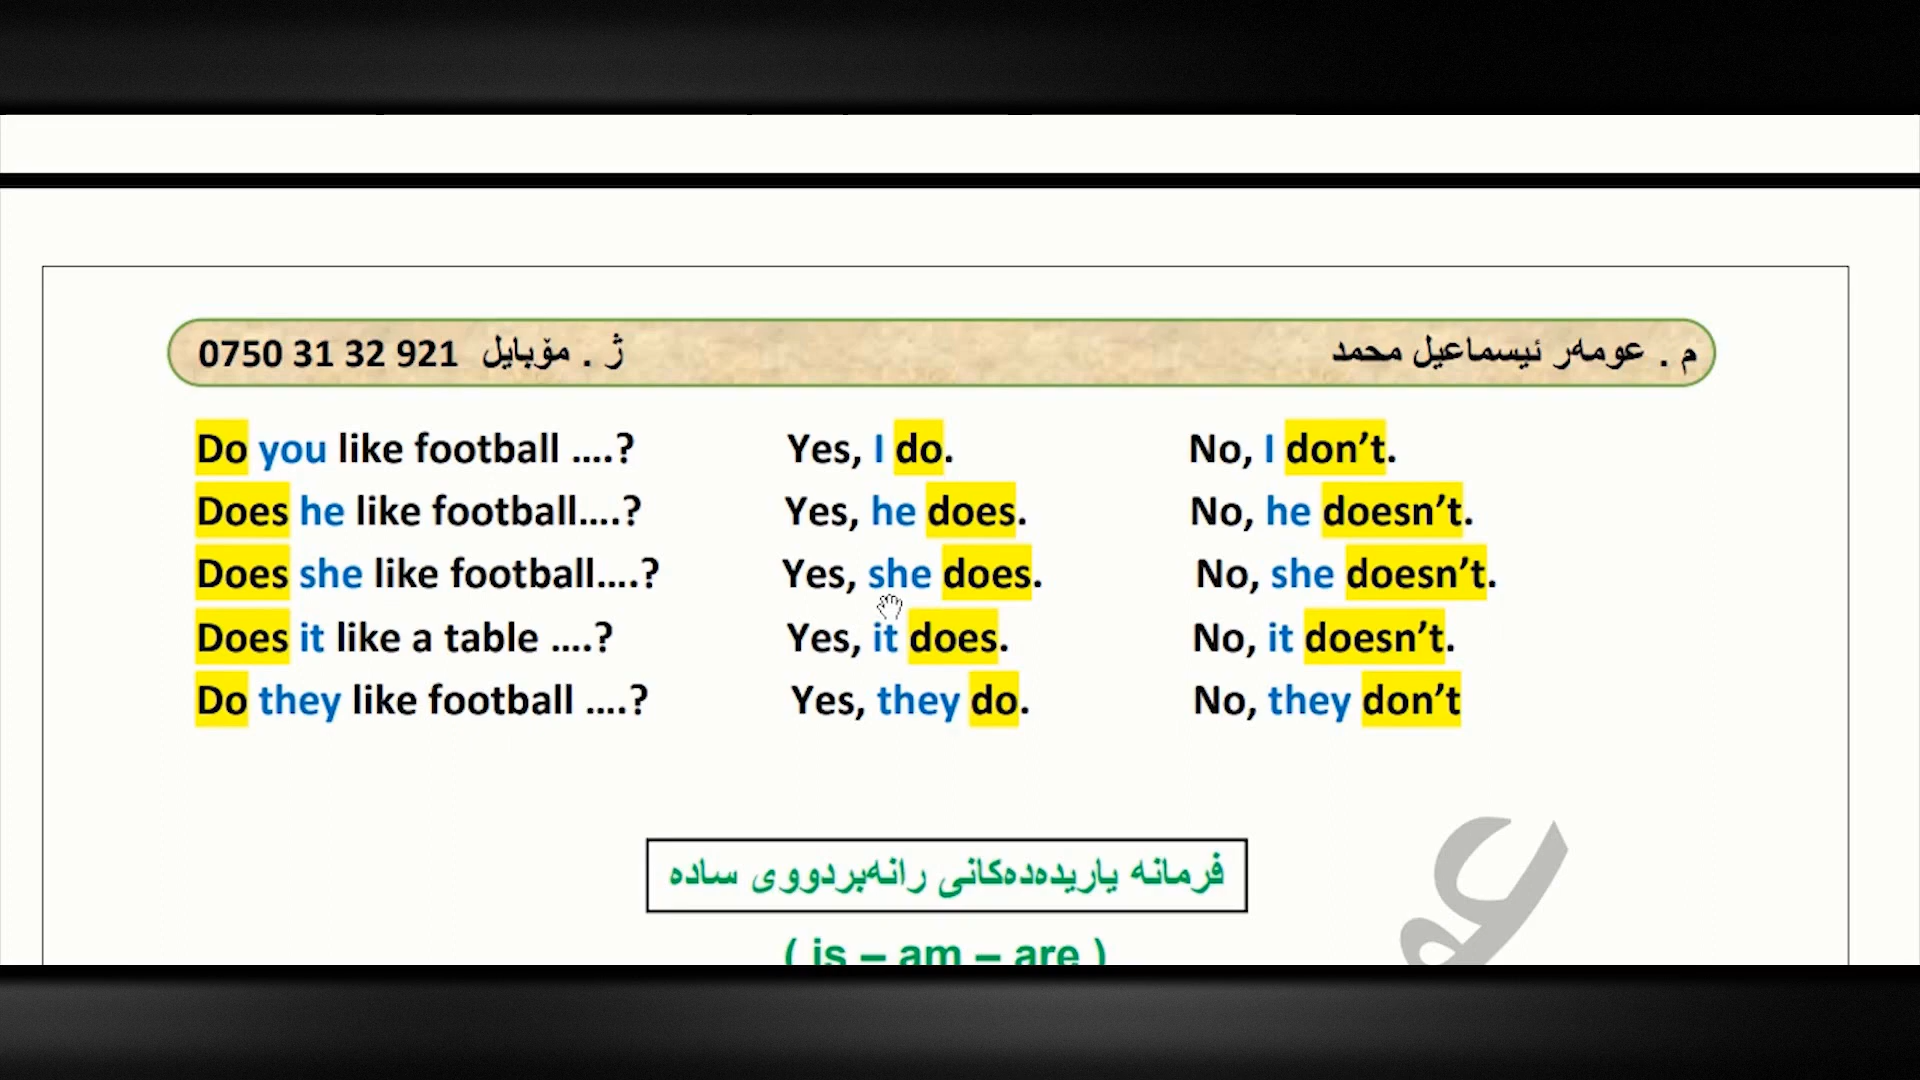 م . عومەر ئیسماعیل محمد ژ . مۆبایل 0750 31 32 921
Do you like football ....? Yes, I do. No, I don’t.
Does he like football....? Yes, he does. No, he doesn’t.
Does she like football....? Yes, she does. No, she doesn’t.
Does it like a table ....? Yes, it does. No, it doesn’t.
Do they like football ....? Yes, they do. No, they don’t
فرمانە یاریدەدەکانی رانەبردووی سادە
( is – am – are )